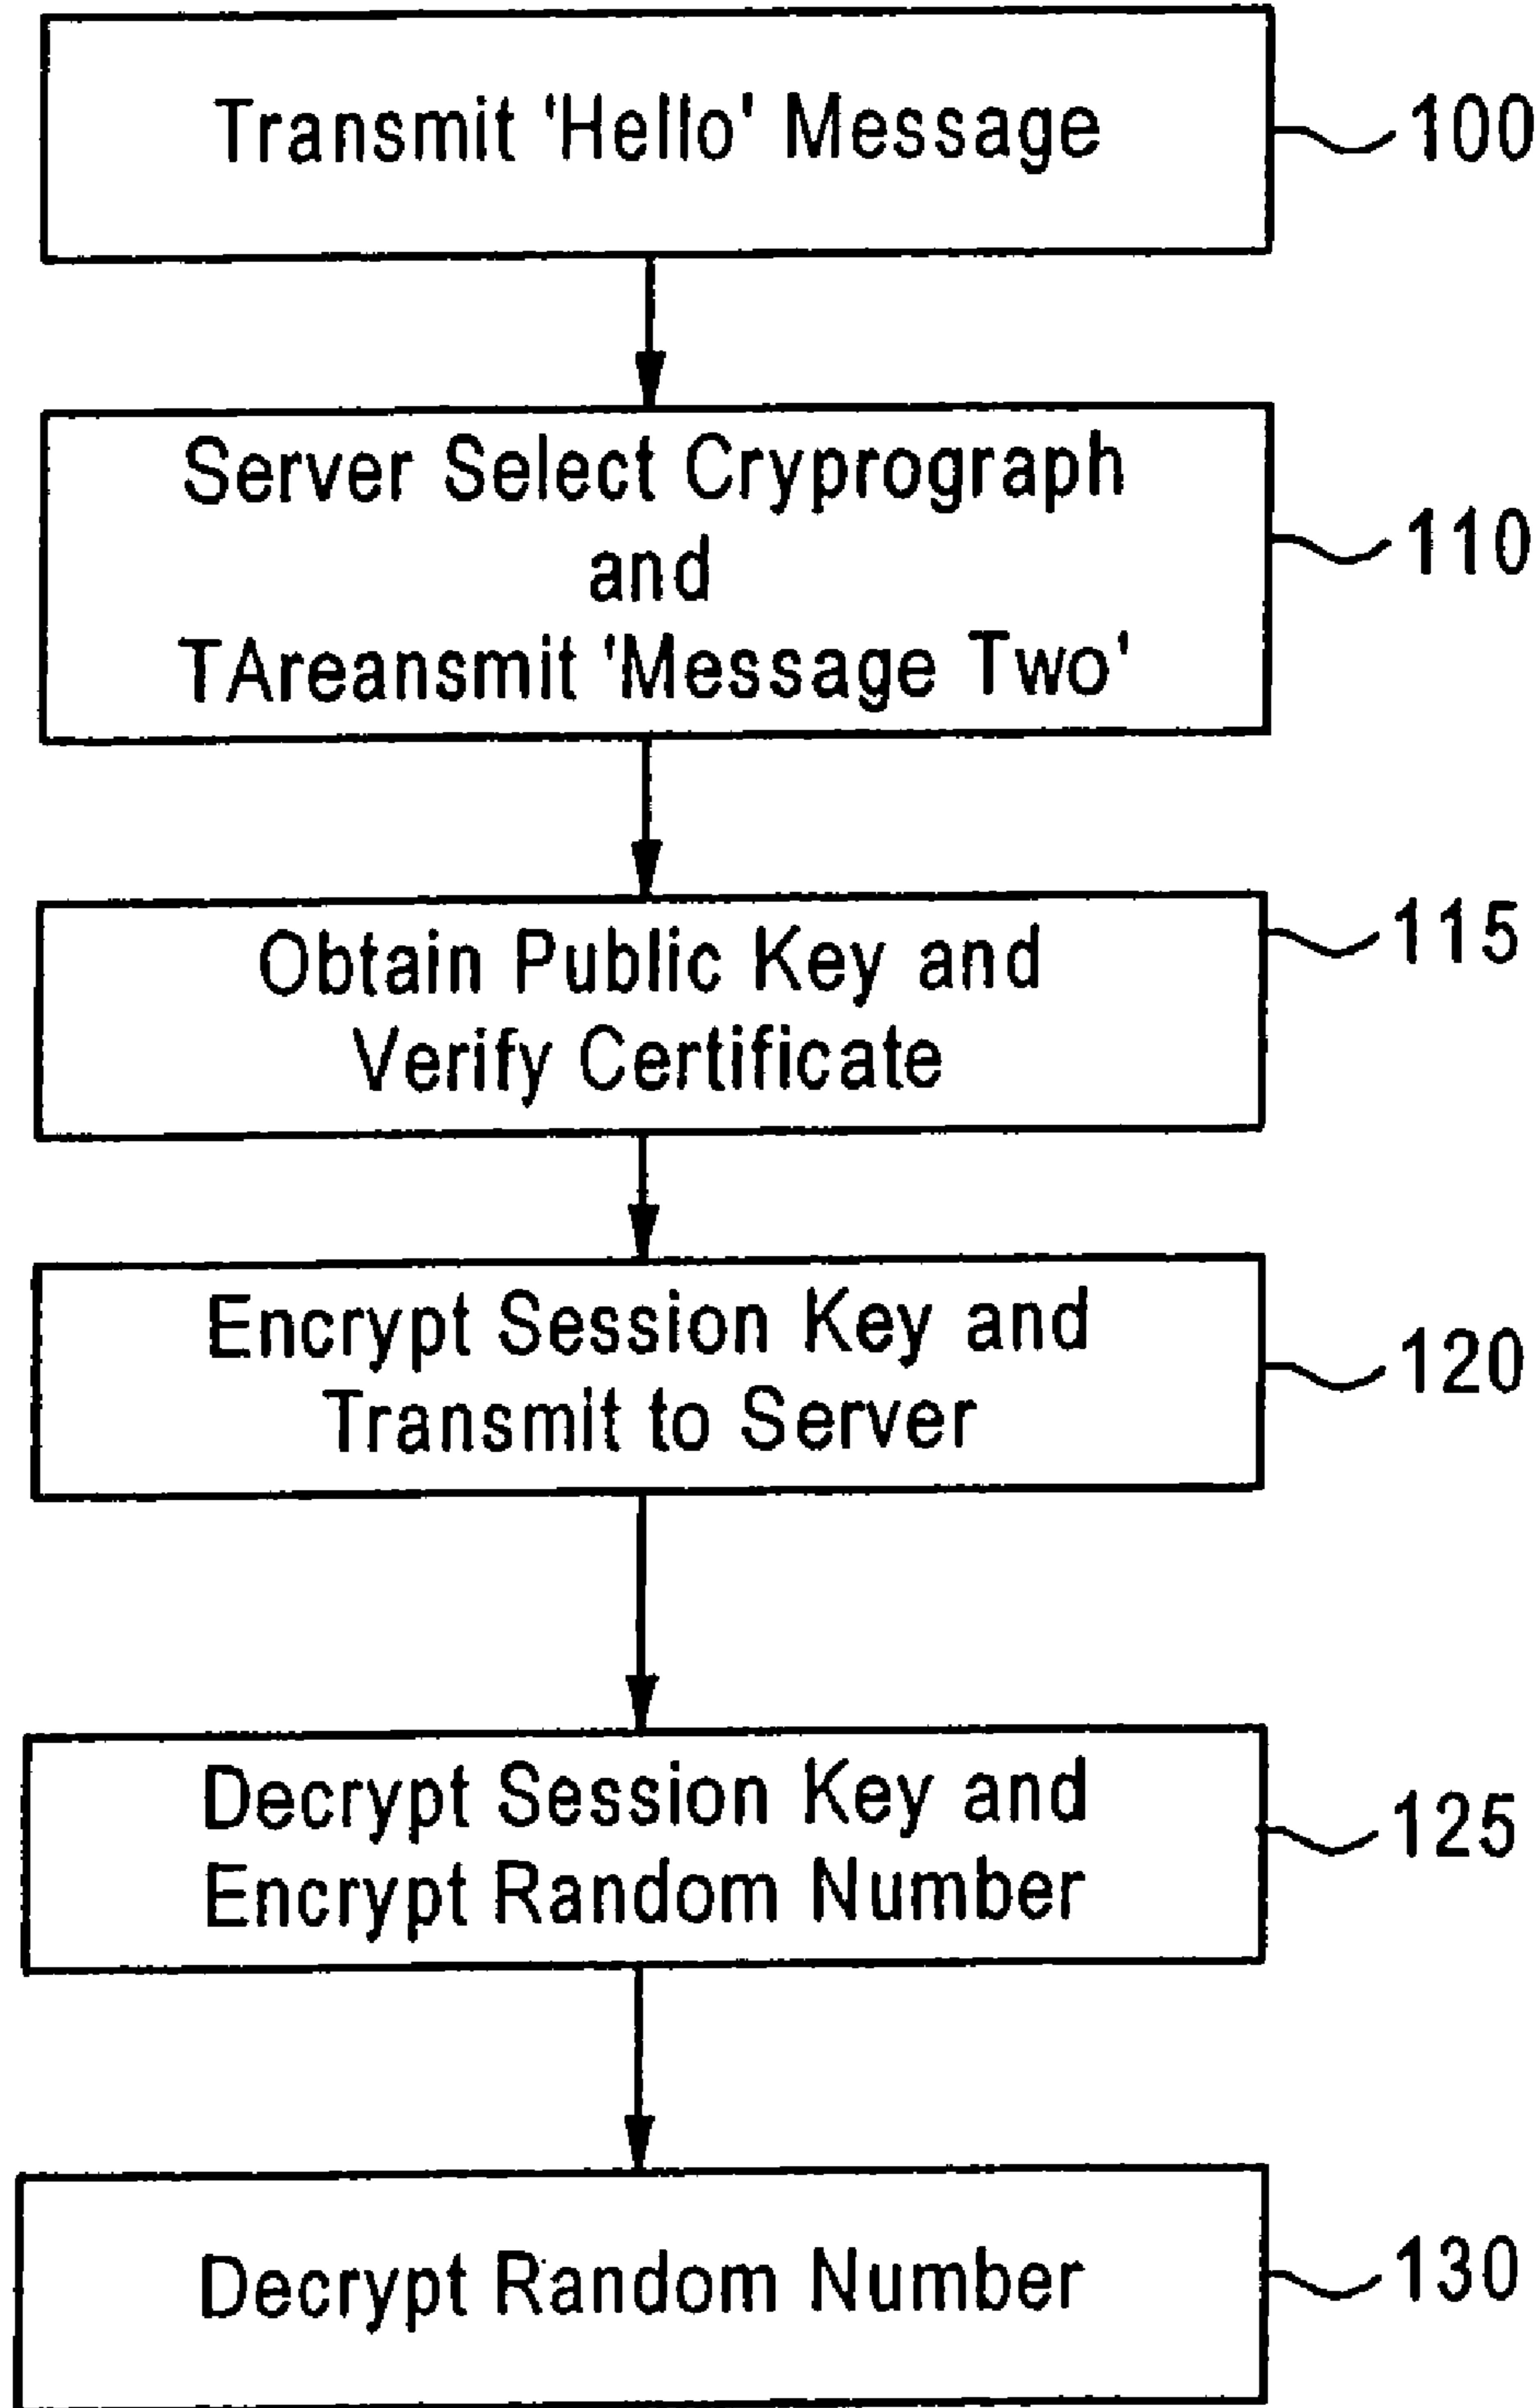 Transmit 'Hello' Message
100
Server Select Cryprograph
and
TAreansmit 'Message Two'
110
Obtain Public Key and
Verify Certificate
115
Encrypt Session Key and
Transmit to Server
120
Decrypt Session Key and
Encrypt Random Number
125
Decrypt Random Number
130